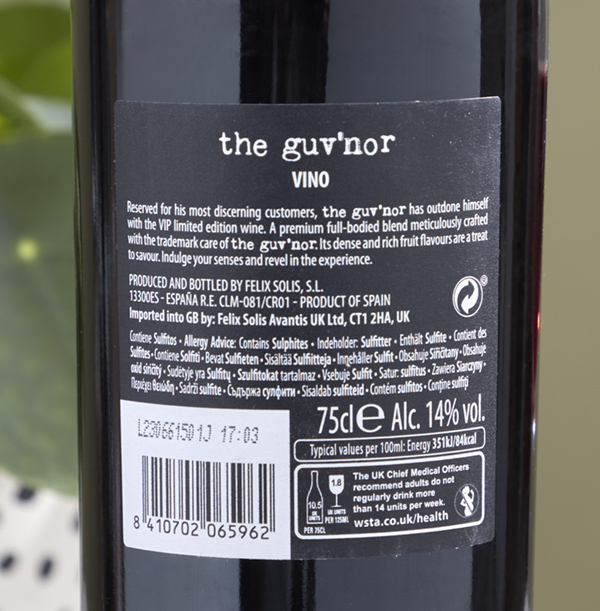 the guv'nor
VINO
Reserved for his most discerning customers, the guv'nor has outdone himself
with the VIP limited edition wine. A premium full-bodied blend meticulously crafted
with the trademark care of the guv'nor. Its dense and rich fruit flavours are a treat
to savour. Indulge your senses and revel in the experience.
PRODUCED AND BOTTLED BY FELIX SOLIS, S.L.
13300ES - ESPAÑA R.E. CLM-081/CR01 - PRODUCT OF SPAIN
Imported into GB by: Felix Solis Avantis UK Ltd, CT1 2HA, UK
Contiene Sulfitos • Allergy Advice: Contains Sulphites • Indeholder: Sulfitter • Enthält Sulfite • Contient des
Sulfites • Contiene Solfiti • Bevat Sulfieten • Sisältää Sulfiitteja • Innehåller Sulfit • Obsahuje Siřičitany • Obsahuje
oxid siričitý • Sudėtyje yra Sulfitų • Szulfitokat tartalmaz • Vsebuje Sulfit • Satur: sulfītus • Zawiera Siarczyny •
Περιέχει Θειώδη • Sadrži sulfite • Съдържа сулфити • Sisaldab sulfiteid • Contém sulfitos • Conține sulfiți
75cl e Alc. 14% vol.
Typical values per 100ml: Energy 351kJ/84kcal
L230661501J 17:03
8 410702 065962
10.5
UK
UNITS
PER 75CL
1.8
UK UNITS
PER 125ML
The UK Chief Medical Officers
recommend adults do not
regularly drink more
than 14 units per week.
wsta.co.uk/health